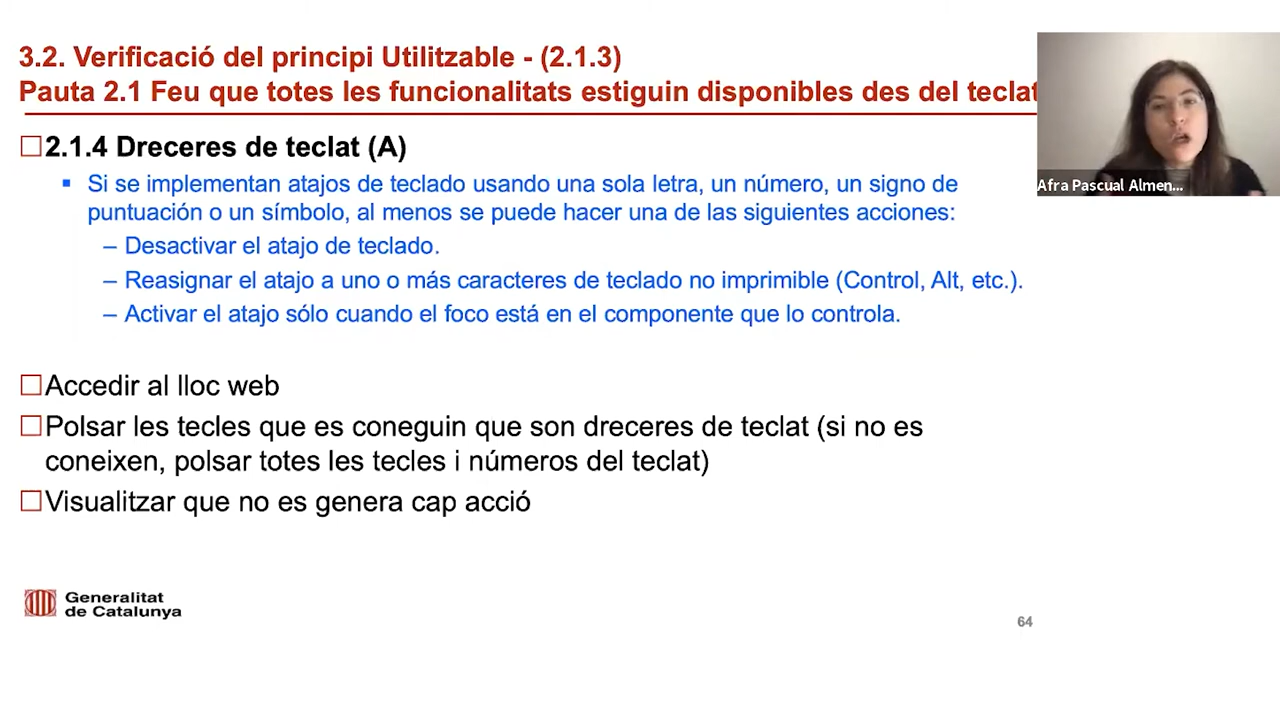 3.2. Verificació del principi Utilitzable - (2.1.3)
Pauta 2.1 Feu que totes les funcionalitats estiguin disponibles des del teclat
2.1.4 Dreceres de teclat (A)
Si se implementan atajos de teclado usando una sola letra, un número, un signo de
puntuación o un símbolo, al menos se puede hacer una de las siguientes acciones:
– Desactivar el atajo de teclado.
– Reasignar el atajo a uno o más caracteres de teclado no imprimible (Control, Alt, etc.).
– Activar el atajo sólo cuando el foco está en el componente que lo controla.
Accedir al lloc web
Polsar les tecles que es coneguin que son dreceres de teclat (si no es
coneixen, polsar totes les tecles i números del teclat)
Visualitzar que no es genera cap acció
Afra Pascual Almen...
Generalitat
de Catalunya
64